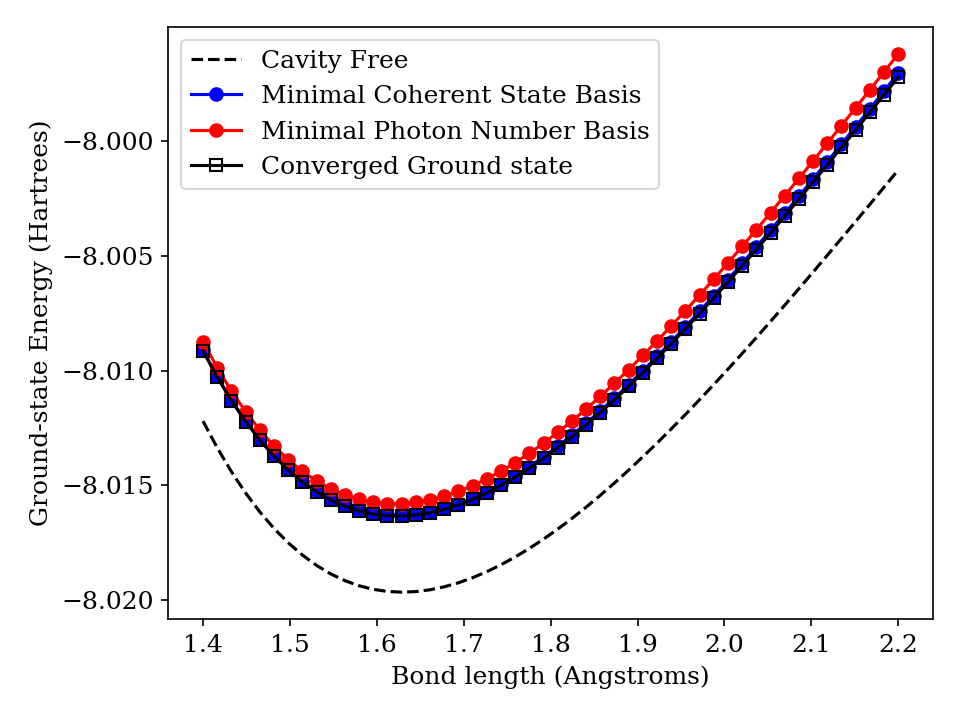 Cavity Free
Minimal Coherent State Basis
Minimal Photon Number Basis
Converged Ground state
Ground-state Energy (Hartrees)
−8.000
−8.005
−8.010
−8.015
−8.020
1.4 1.5 1.6 1.7 1.8 1.9 2.0 2.1 2.2
Bond length (Angstroms)